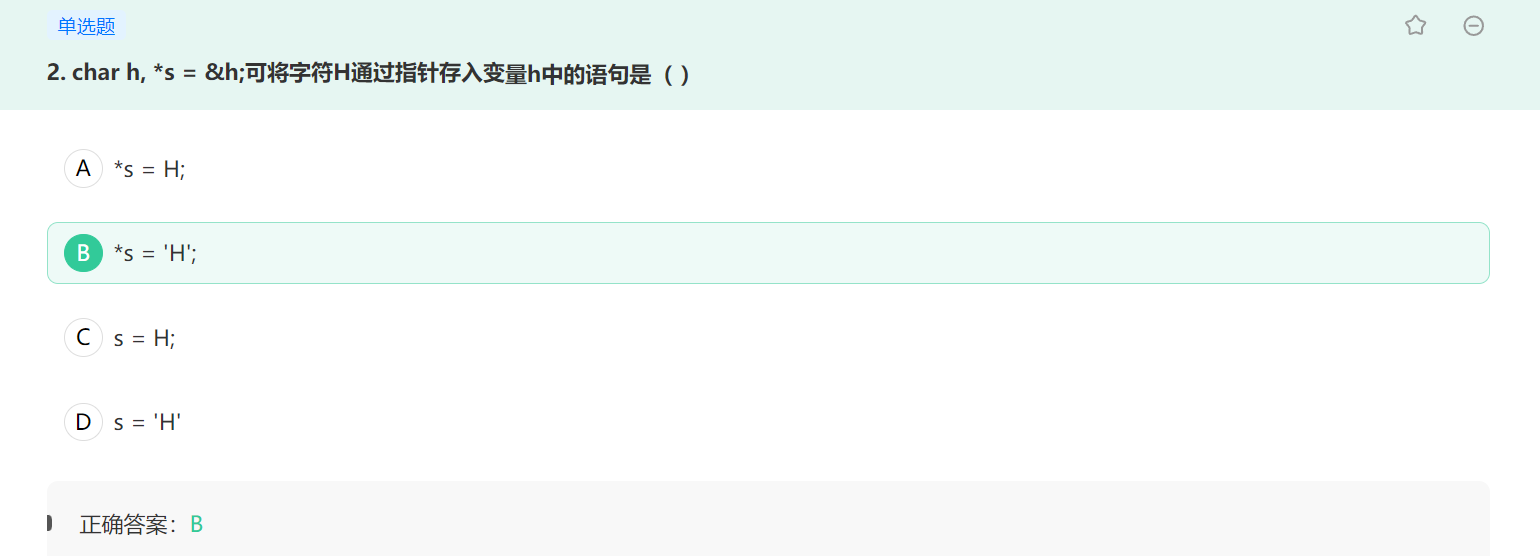 单选题
2. char h, *s = &h;可将字符H通过指针存入变量h中的语句是（ ）
A *s = H;
B *s = 'H';
C s = H;
D s = 'H'
正确答案：B